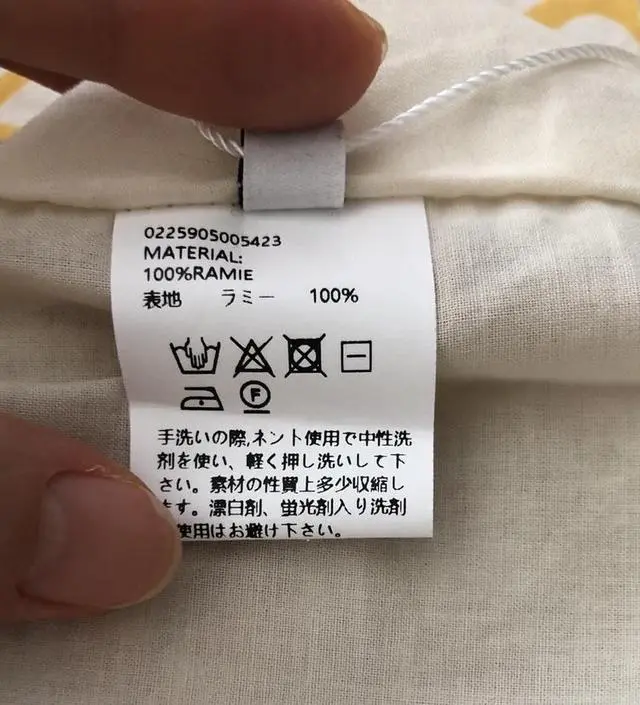 0225905005423
MATERIAL:
100%RAMIE
表地 ラミー 100%
F
手洗いの際,ネント使用で中性洗
剤を使い、軽く押し洗いして下
さい。素材の性質上多少収縮し
ます。漂白剤、蛍光剤入り洗剤
使用はお避け下さい。